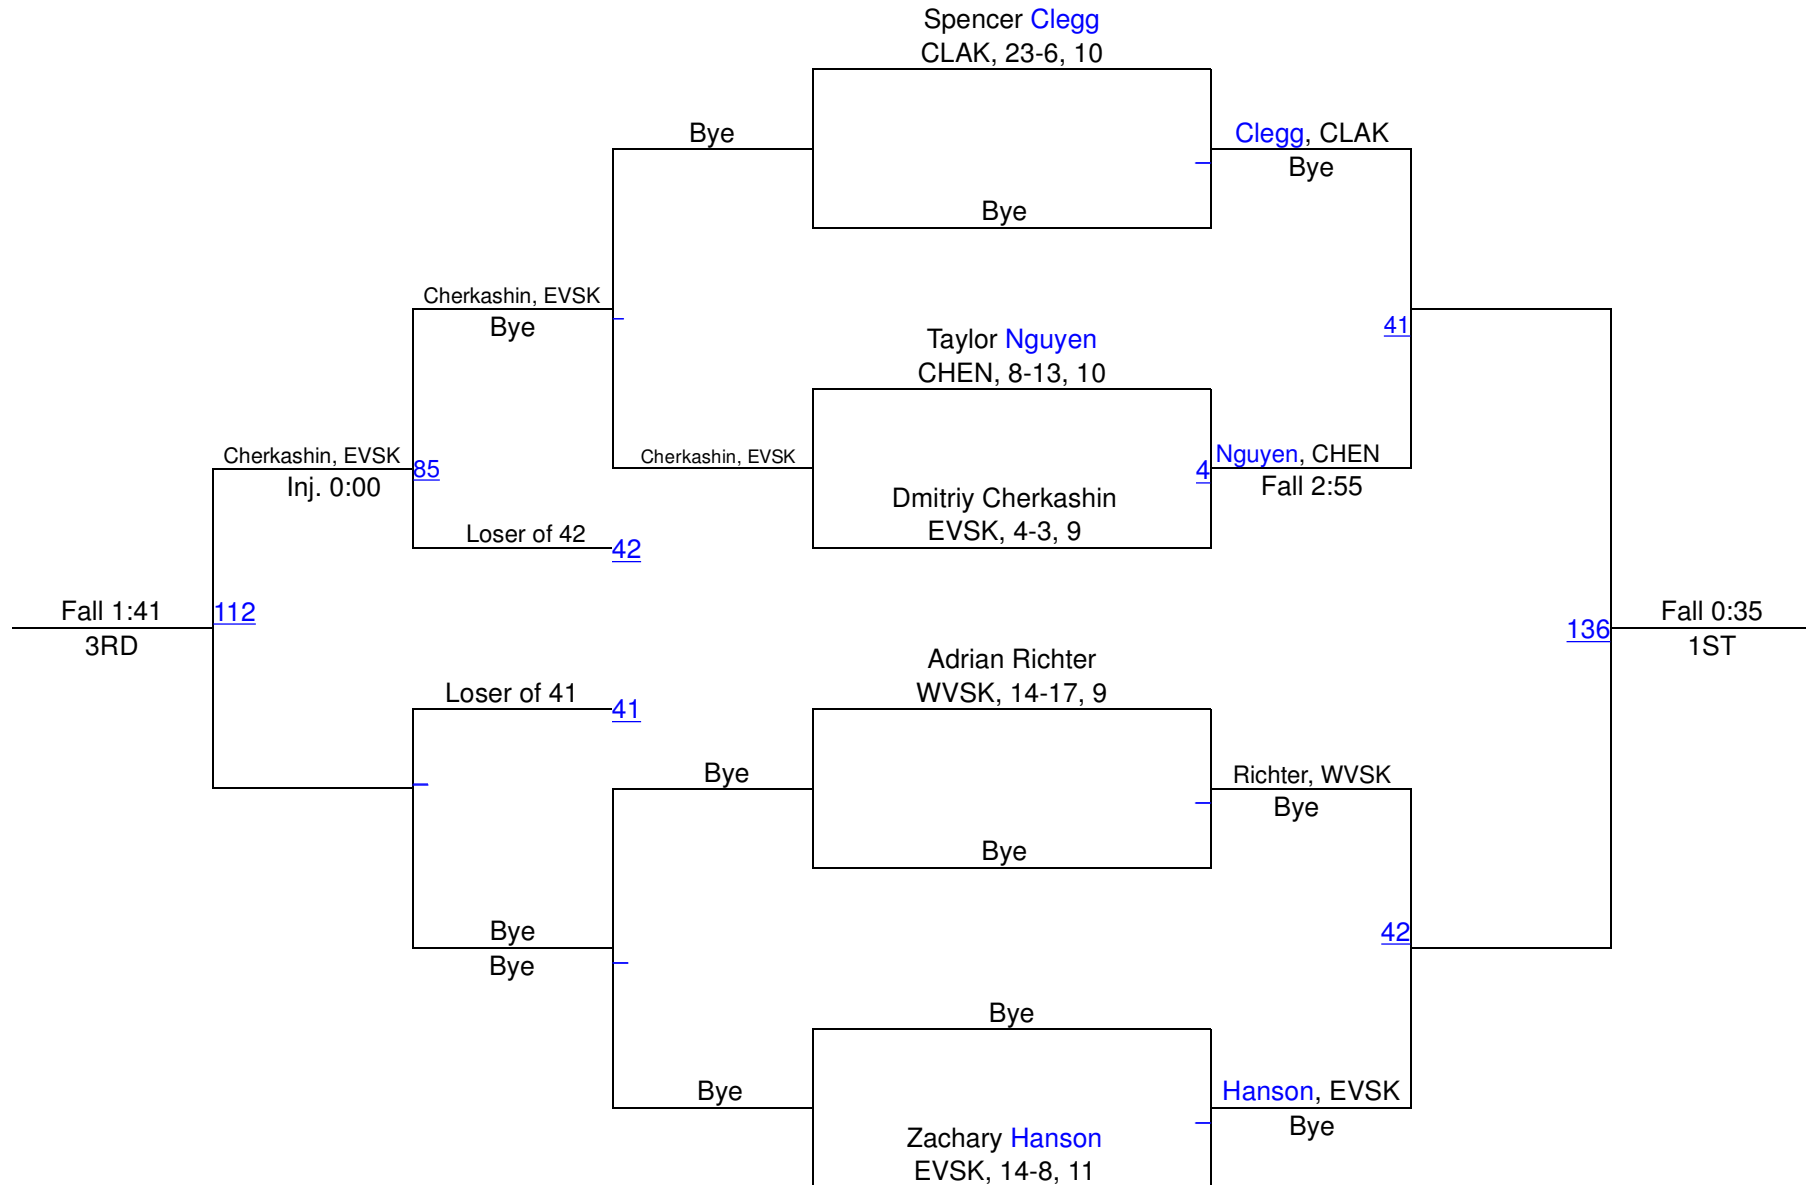 Spencer Clegg
CLAK, 23-6, 10
Bye
Clegg, CLAK
Bye
Bye
Cherkashin, EVSK
Bye
41
Taylor Nguyen
CHEN, 8-13, 10
Cherkashin, EVSK
85
Inj. 0:00
Cherkashin, EVSK
4
Nguyen, CHEN
Fall 2:55
Dmitriy Cherkashin
EVSK, 4-3, 9
Loser of 42
42
Fall 1:41
3RD
112
136
Fall 0:35
1ST
Adrian Richter
WVSK, 14-17, 9
Loser of 41
41
Bye
Richter, WVSK
Bye
Bye
Bye
Bye
42
Bye
Bye
Hanson, EVSK
Bye
Zachary Hanson
EVSK, 14-8, 11